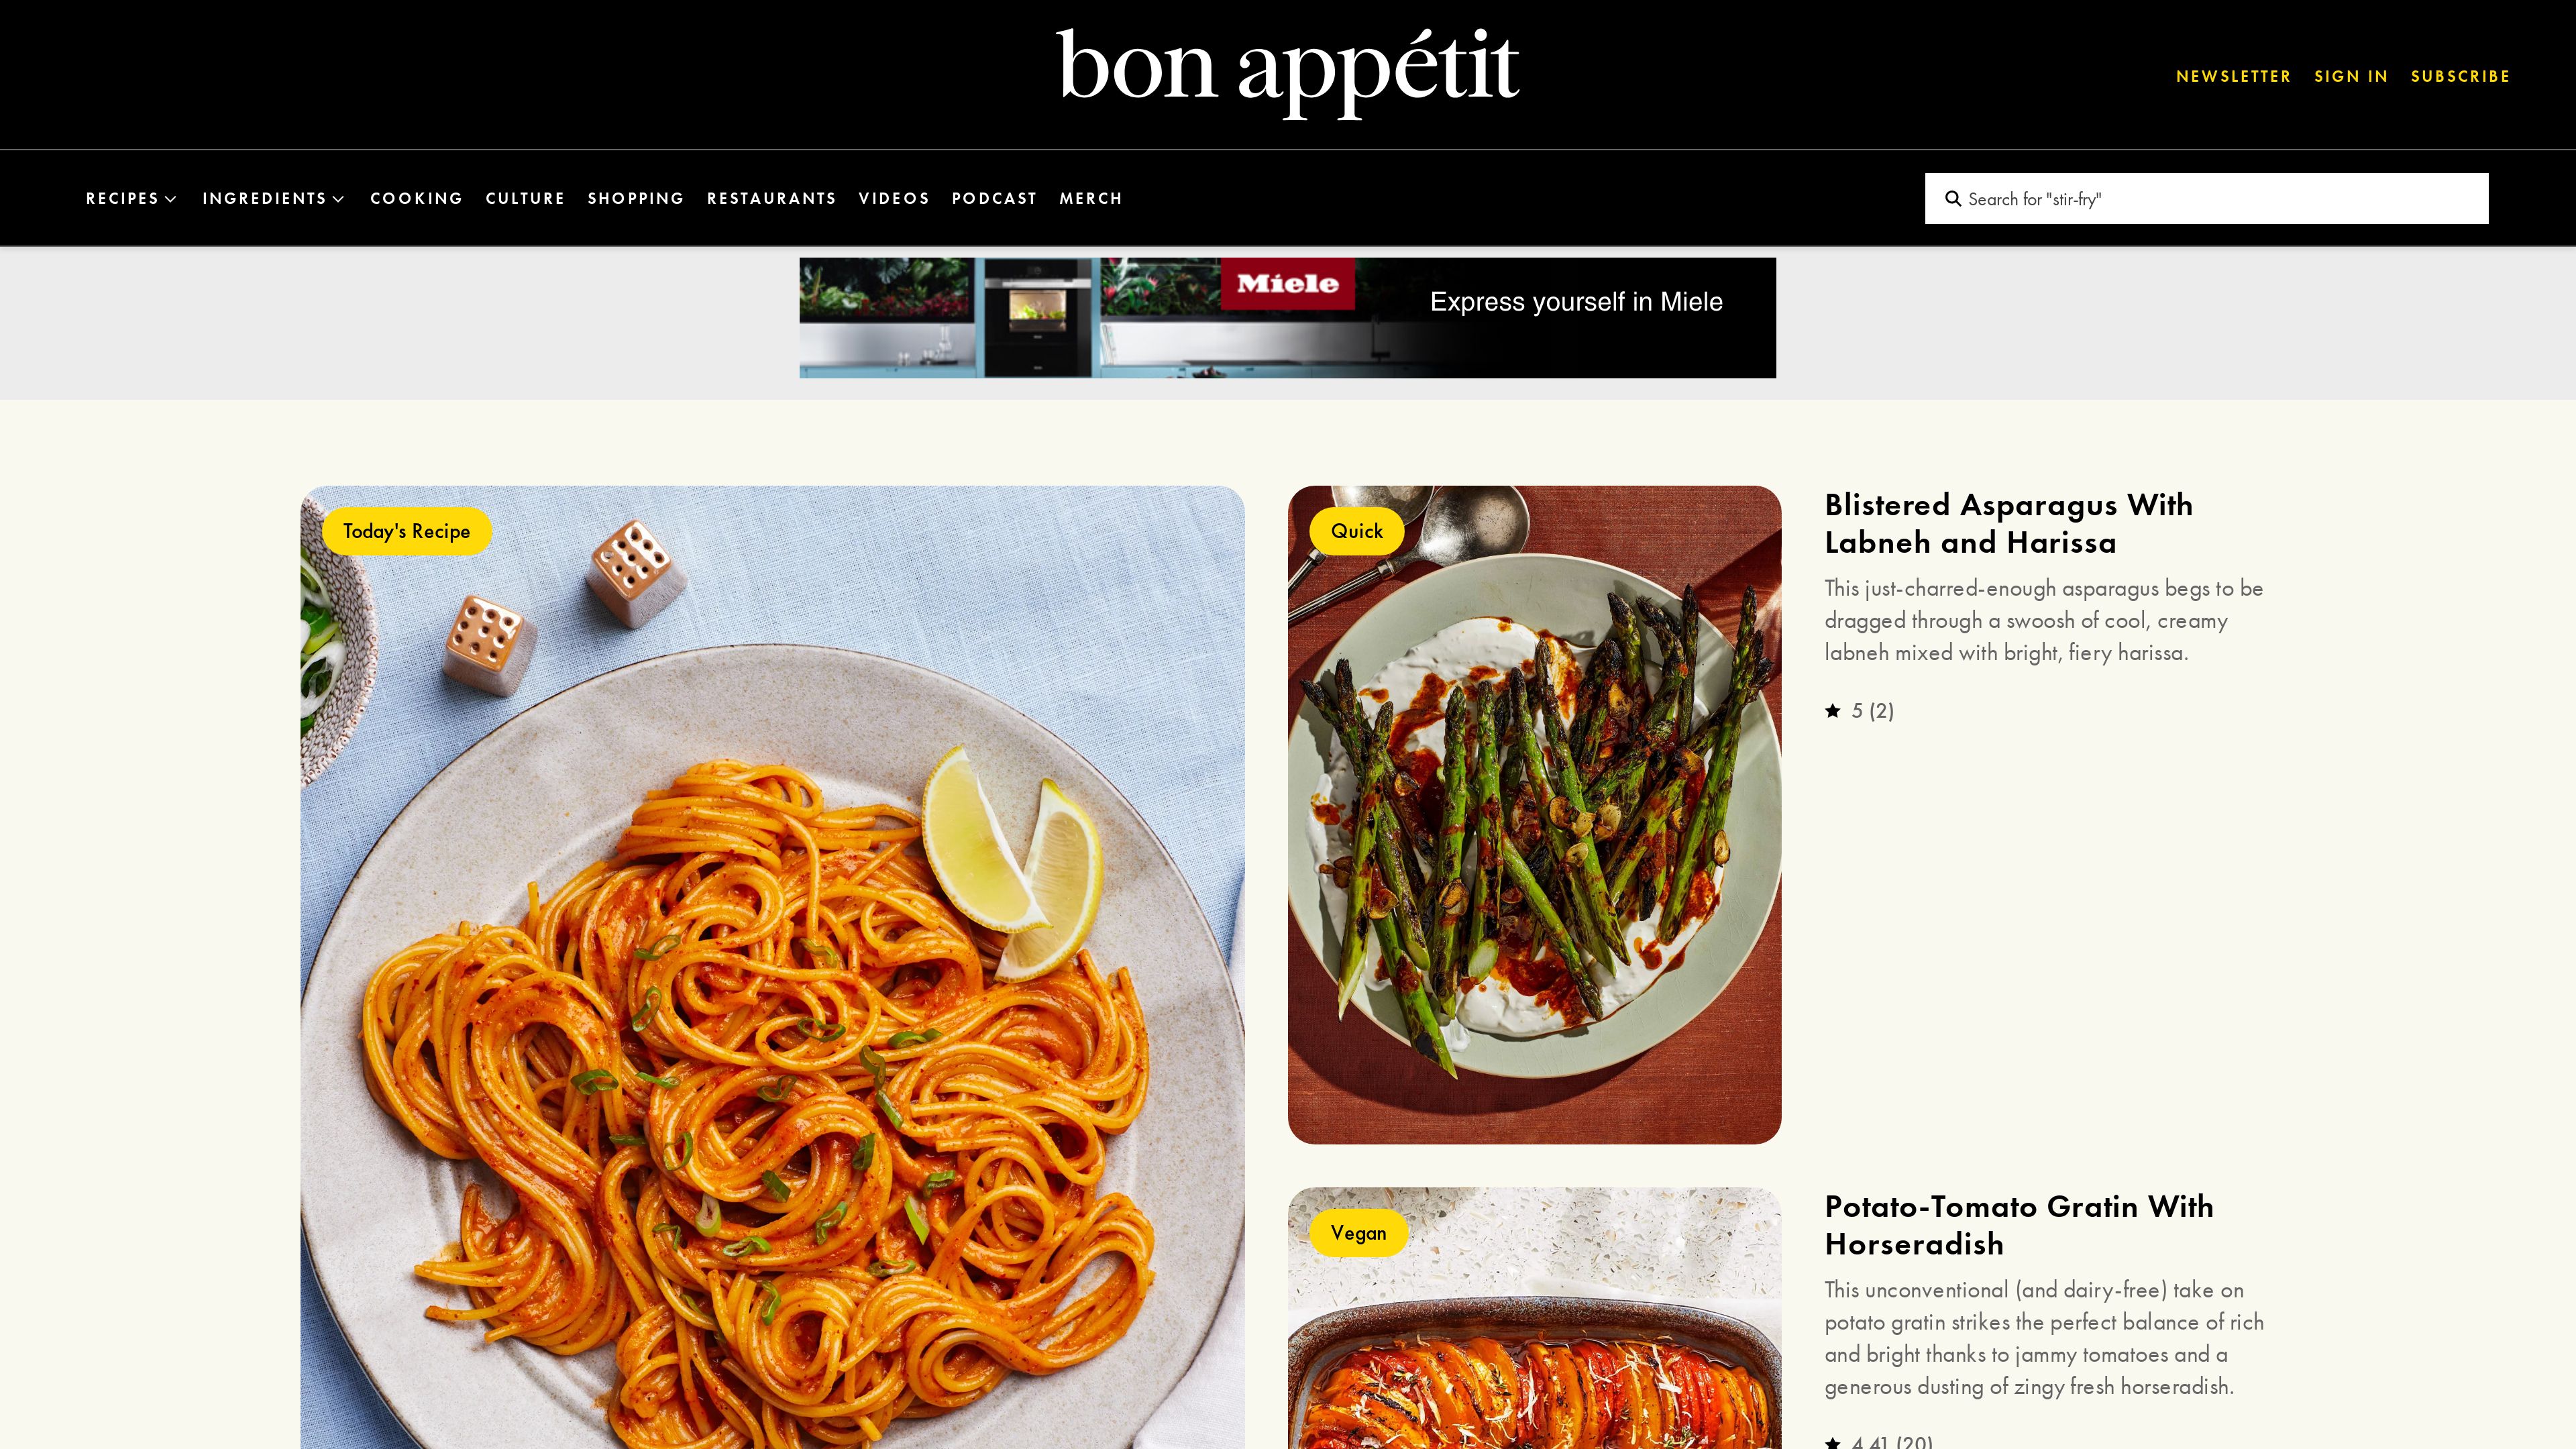 bon appétit
NEWSLETTER SIGN IN SUBSCRIBE
RECIPES INGREDIENTS COOKING CULTURE SHOPPING RESTAURANTS VIDEOS PODCAST MERCH
Search for "stir-fry"
Miele
Express yourself in Miele
Today's Recipe
Quick
Blistered Asparagus With
Labneh and Harissa
This just-charred-enough asparagus begs to be
dragged through a swoosh of cool, creamy
labneh mixed with bright, fiery harissa.
5 (2)
Vegan
Potato-Tomato Gratin With
Horseradish
This unconventional (and dairy-free) take on
potato gratin strikes the perfect balance of rich
and bright thanks to jammy tomatoes and a
generous dusting of zingy fresh horseradish.
4.41 (20)